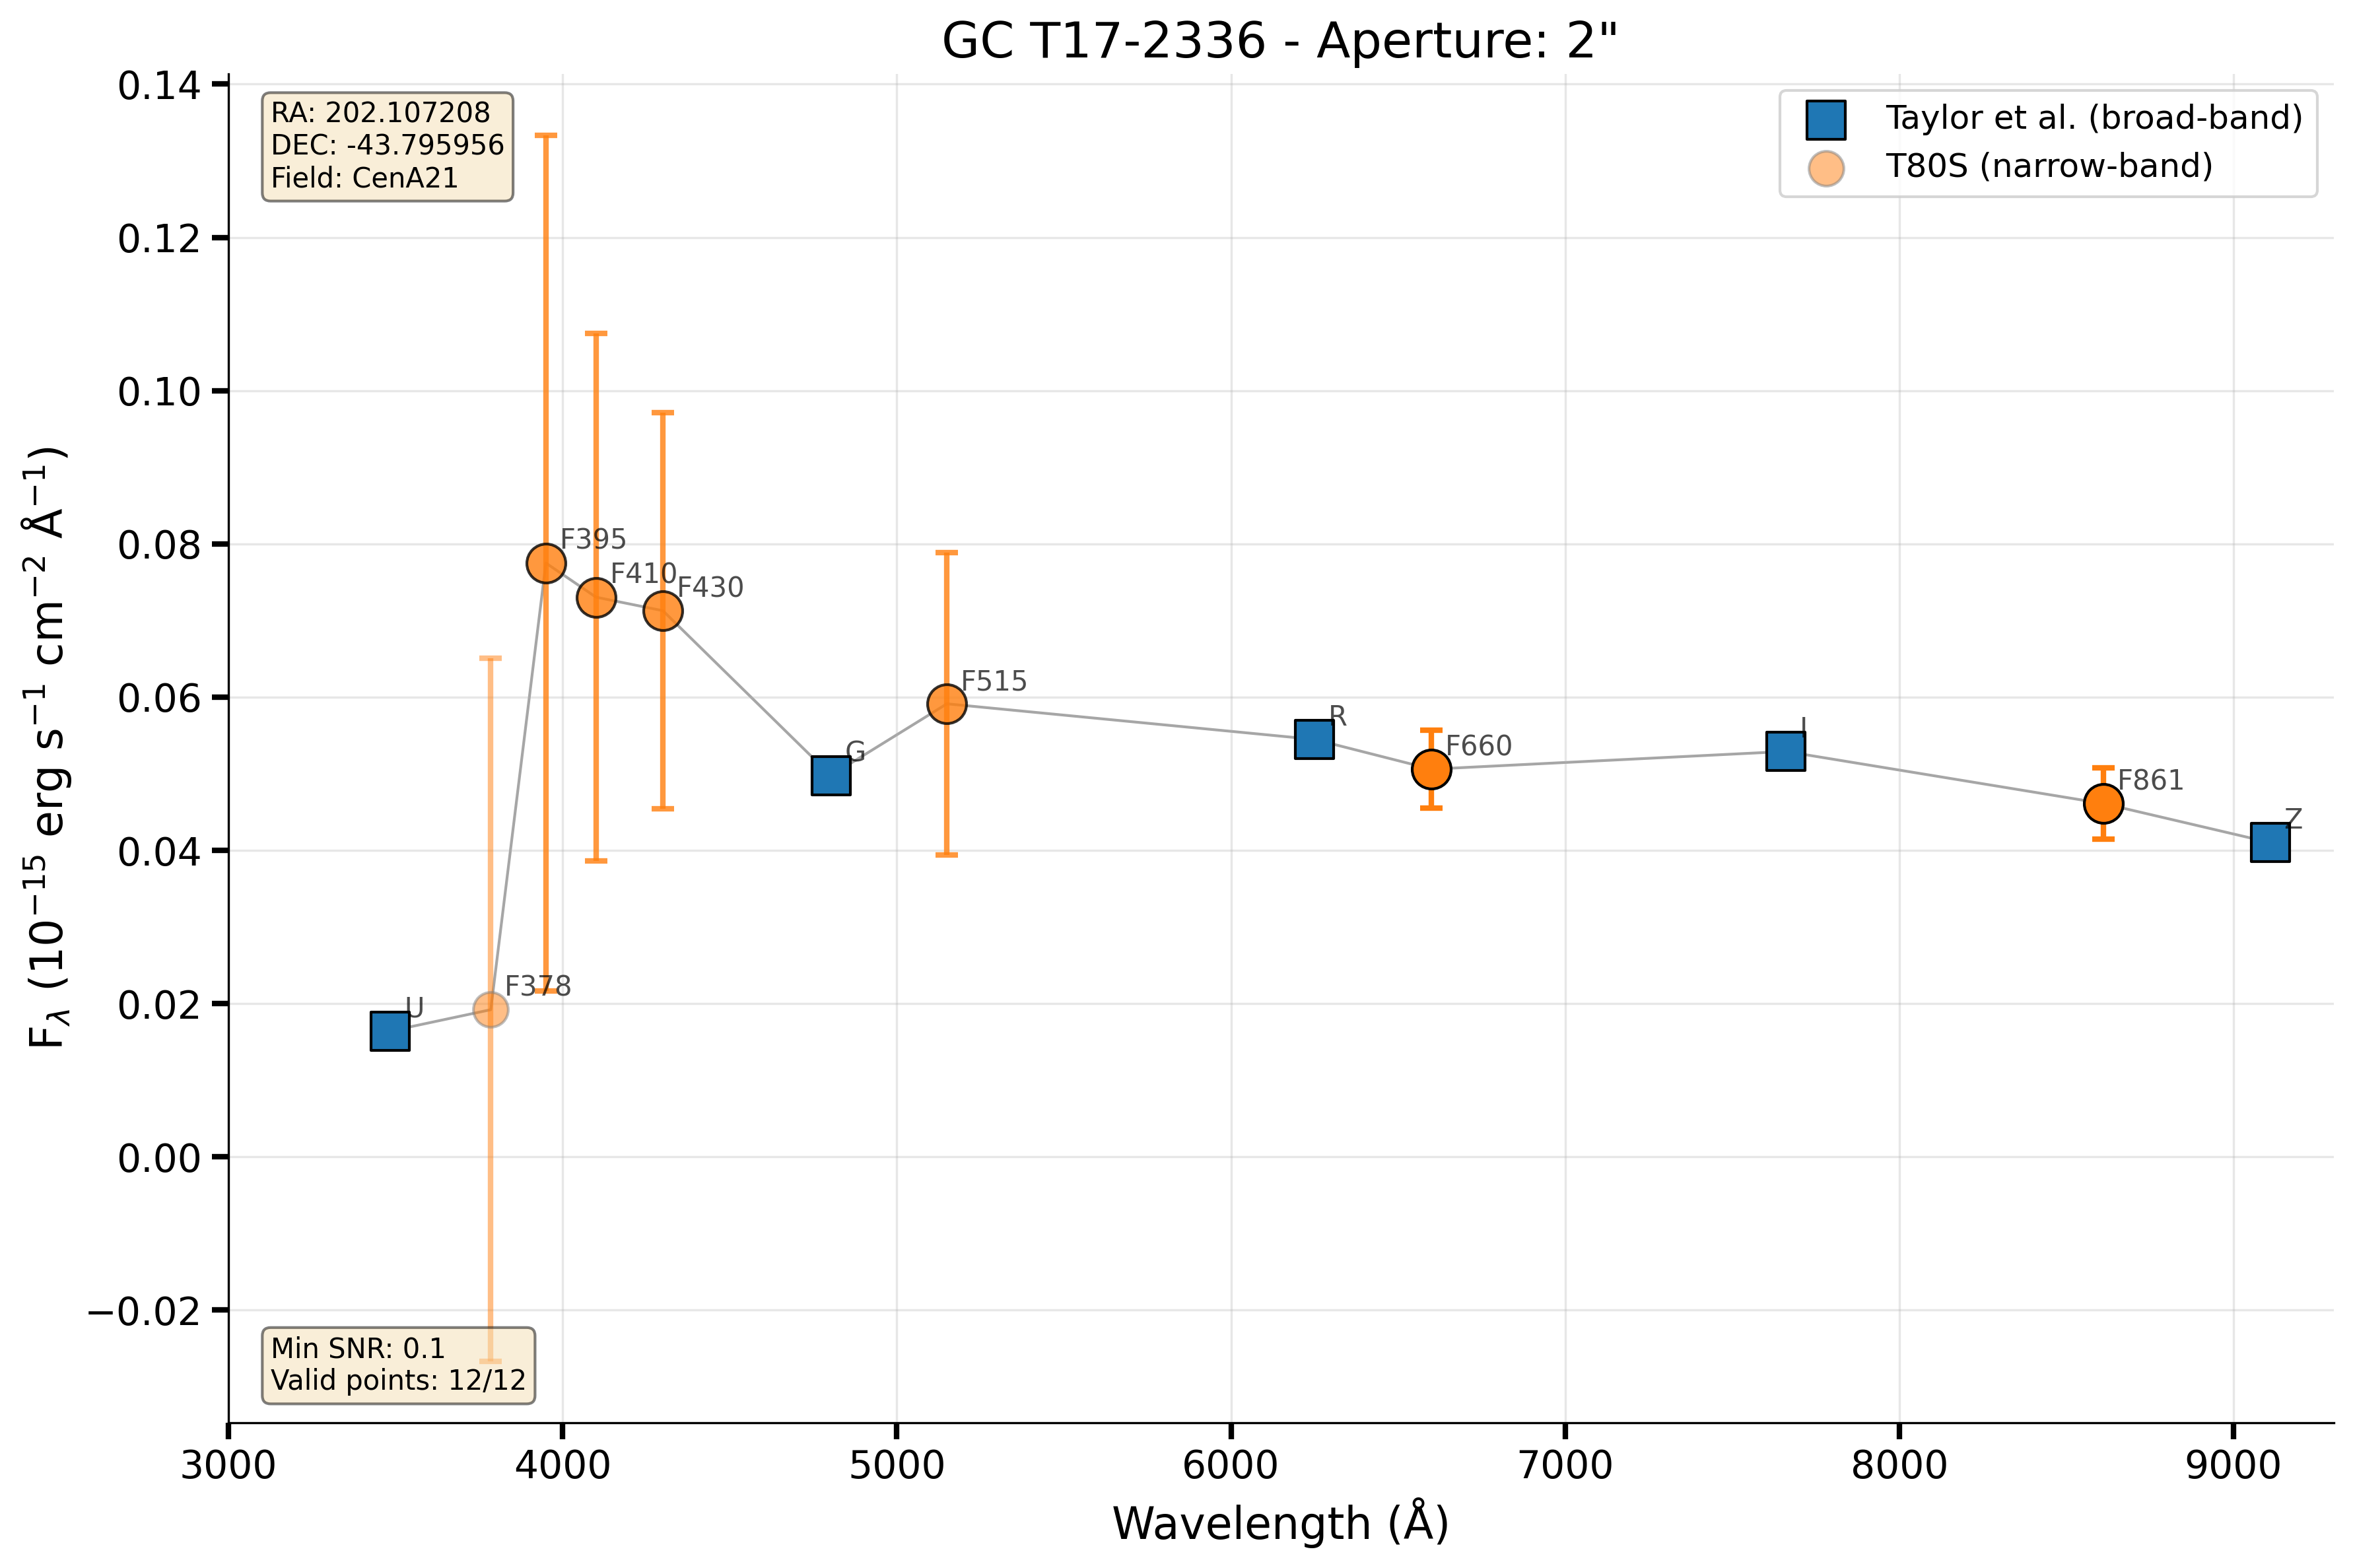 GC T17-2336 - Aperture: 2"
RA: 202.107208
DEC: -43.795956
Field: CenA21
Taylor et al. (broad-band)
T80S (narrow-band)
0.14
0.12
0.10
0.08
0.06
0.04
0.02
0.00
−0.02
F_λ (10⁻¹⁵ erg s⁻¹ cm⁻² Å⁻¹)
U
F378
F395
F410
F430
G
F515
R
F660
I
F861
Z
Min SNR: 0.1
Valid points: 12/12
3000 4000 5000 6000 7000 8000 9000
Wavelength (Å)